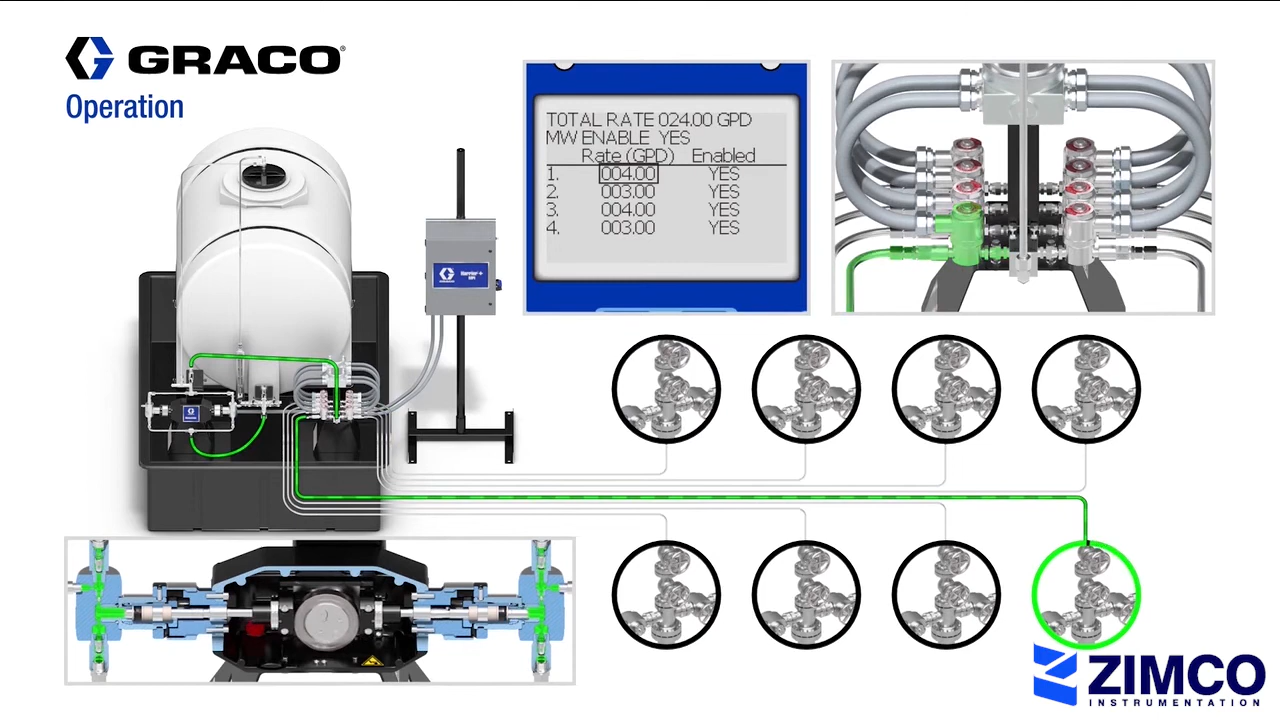 GRACO
Operation
TOTAL RATE 024.00 GPD
MW ENABLE YES
Rate (GPD) Enabled
1. 004.00 YES
2. 003.00 YES
3. 004.00 YES
4. 003.00 YES
ZIMCO
INSTRUMENTATION